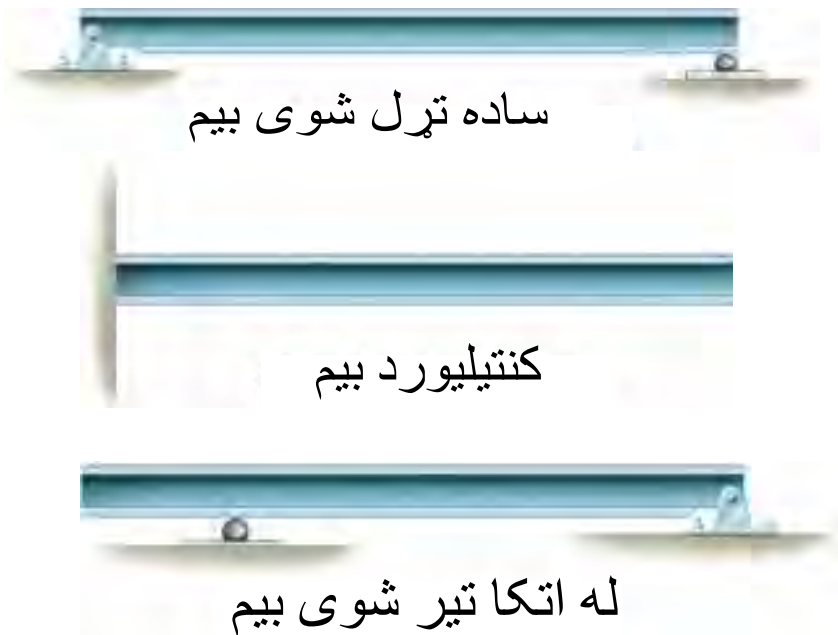 ساده تړل شوی بیم
کنتیلیورد بیم
له اتکا تیر شوی بیم